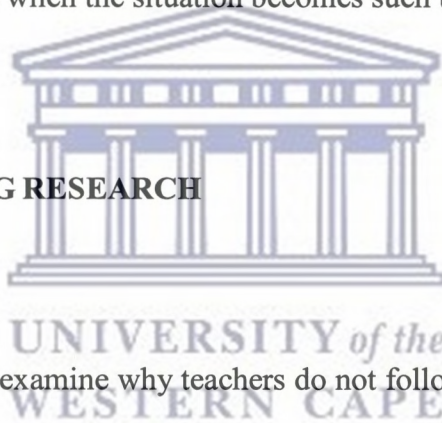 when the situation becomes such
G RESEARCH
UNIVERSITY of the
examine why teachers do not follo
WESTERN CAPE